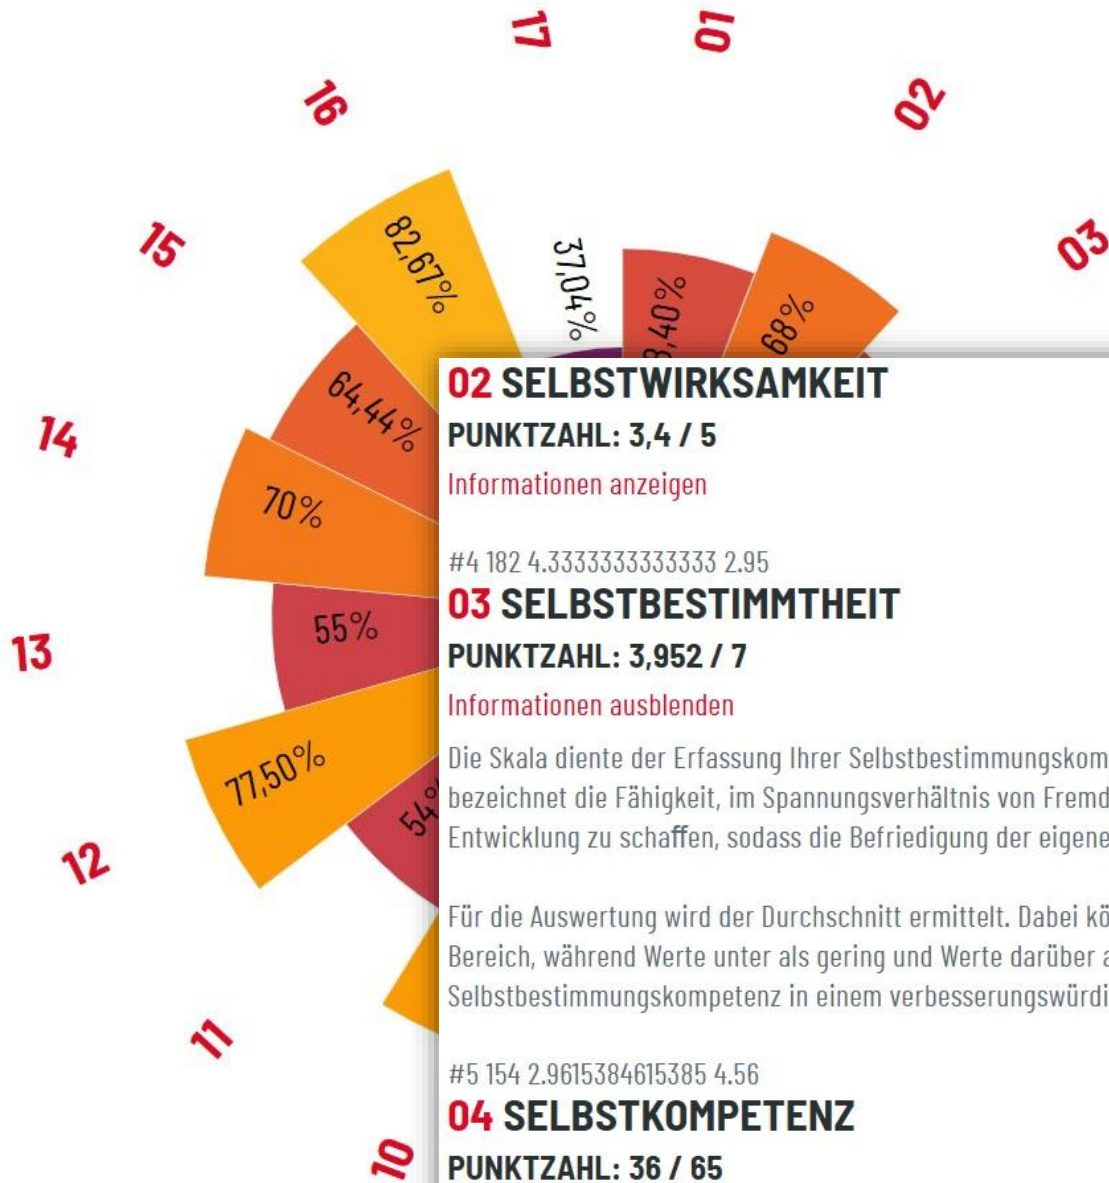 17
01
16
02
15
03
82,67%
37,04%
8,40%
68%
64,44%
14
70%
13
55%
77,50%
54%
12
11
10
02 SELBSTWIRKSAMKEIT
PUNKTZAHL: 3,4 / 5
Informationen anzeigen
#4 182 4.3333333333333 2.95
03 SELBSTBESTIMMTHEIT
PUNKTZAHL: 3,952 / 7
Informationen ausblenden
Die Skala diente der Erfassung Ihrer Selbstbestimmungskom
bezeichnet die Fähigkeit, im Spannungsverhältnis von Fremd
Entwicklung zu schaffen, sodass die Befriedigung der eigene
Für die Auswertung wird der Durchschnitt ermittelt. Dabei kö
Bereich, während Werte unter als gering und Werte darüber a
Selbstbestimmungskompetenz in einem verbesserungswürdi
#5 154 2.9615384615385 4.56
04 SELBSTKOMPETENZ
PUNKTZAHL: 36 / 65